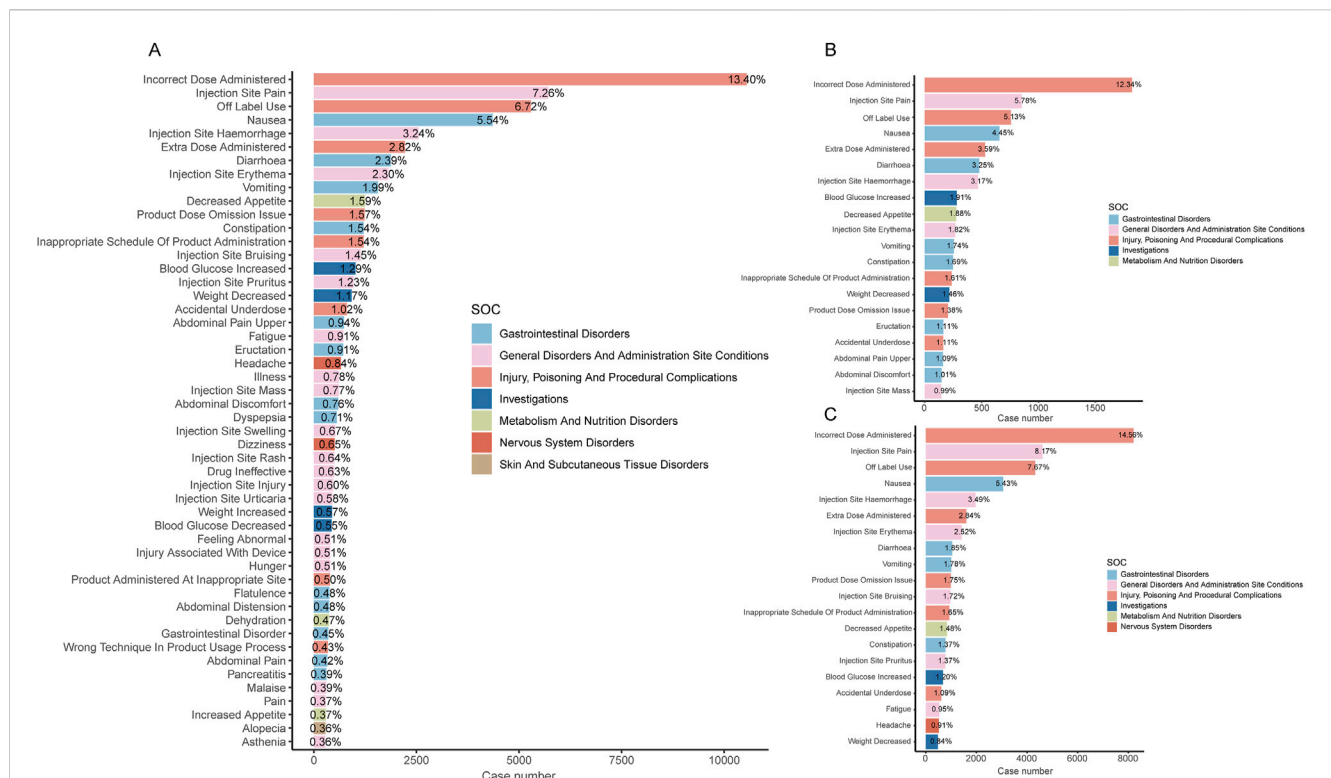 A
Incorrect Dose Administered 13.40%
Injection Site Pain 7.26%
Off Label Use 6.72%
Nausea 5.54%
Injection Site Haemorrhage 3.24%
Extra Dose Administered 2.82%
Diarrhoea 2.39%
Injection Site Erythema 2.30%
Vomiting 1.99%
Decreased Appetite 1.59%
Product Dose Omission Issue 1.57%
Constipation 1.54%
Inappropriate Schedule Of Product Administration 1.54%
Injection Site Bruising 1.45%
Blood Glucose Increased 1.29%
Injection Site Pruritus 1.23%
Weight Decreased 1.17%
Accidental Underdose 1.02%
Abdominal Pain Upper 0.94%
Fatigue 0.91%
Eructation 0.91%
Headache 0.84%
Illness 0.78%
Injection Site Mass 0.77%
Abdominal Discomfort 0.76%
Dyspepsia 0.71%
Injection Site Swelling 0.67%
Dizziness 0.65%
Injection Site Rash 0.64%
Drug Ineffective 0.63%
Injection Site Injury 0.60%
Injection Site Urticaria 0.58%
Weight Increased 0.57%
Blood Glucose Decreased 0.55%
Feeling Abnormal 0.51%
Injury Associated With Device 0.51%
Hunger 0.51%
Product Administered At Inappropriate Site 0.50%
Flatulence 0.48%
Abdominal Distension 0.48%
Dehydration 0.47%
Gastrointestinal Disorder 0.45%
Wrong Technique In Product Usage Process 0.43%
Abdominal Pain 0.42%
Pancreatitis 0.39%
Malaise 0.39%
Pain 0.37%
Increased Appetite 0.37%
Alopecia 0.36%
Asthenia 0.36%
0 2500 5000 7500 10000
Case number
SOC
Gastrointestinal Disorders
General Disorders And Administration Site Conditions
Injury, Poisoning And Procedural Complications
Investigations
Metabolism And Nutrition Disorders
Nervous System Disorders
Skin And Subcutaneous Tissue Disorders
B
Incorrect Dose Administered 12.34%
Injection Site Pain 5.78%
Off Label Use 5.13%
Nausea 4.45%
Extra Dose Administered 3.59%
Diarrhoea 3.25%
Injection Site Haemorrhage 3.17%
Blood Glucose Increased 1.91%
Decreased Appetite 1.88%
Injection Site Erythema 1.82%
Vomiting 1.74%
Constipation 1.69%
Inappropriate Schedule Of Product Administration 1.61%
Weight Decreased 1.46%
Product Dose Omission Issue 1.38%
Eructation 1.11%
Accidental Underdose 1.11%
Abdominal Pain Upper 1.09%
Abdominal Discomfort 1.01%
Injection Site Mass 0.99%
0 500 1000 1500
Case number
SOC
Gastrointestinal Disorders
General Disorders And Administration Site Conditions
Injury, Poisoning And Procedural Complications
Investigations
Metabolism And Nutrition Disorders
C
Incorrect Dose Administered 14.56%
Injection Site Pain 8.17%
Off Label Use 7.67%
Nausea 5.43%
Injection Site Haemorrhage 3.49%
Extra Dose Administered 2.84%
Injection Site Erythema 2.52%
Diarrhoea 1.85%
Vomiting 1.78%
Product Dose Omission Issue 1.75%
Injection Site Bruising 1.72%
Inappropriate Schedule Of Product Administration 1.65%
Decreased Appetite 1.48%
Constipation 1.37%
Injection Site Pruritus 1.37%
Blood Glucose Increased 1.20%
Accidental Underdose 1.09%
Fatigue 0.95%
Headache 0.91%
Weight Decreased 0.84%
0 2000 4000 6000 8000
Case number
SOC
Gastrointestinal Disorders
General Disorders And Administration Site Conditions
Injury, Poisoning And Procedural Complications
Investigations
Metabolism And Nutrition Disorders
Nervous System Disorders